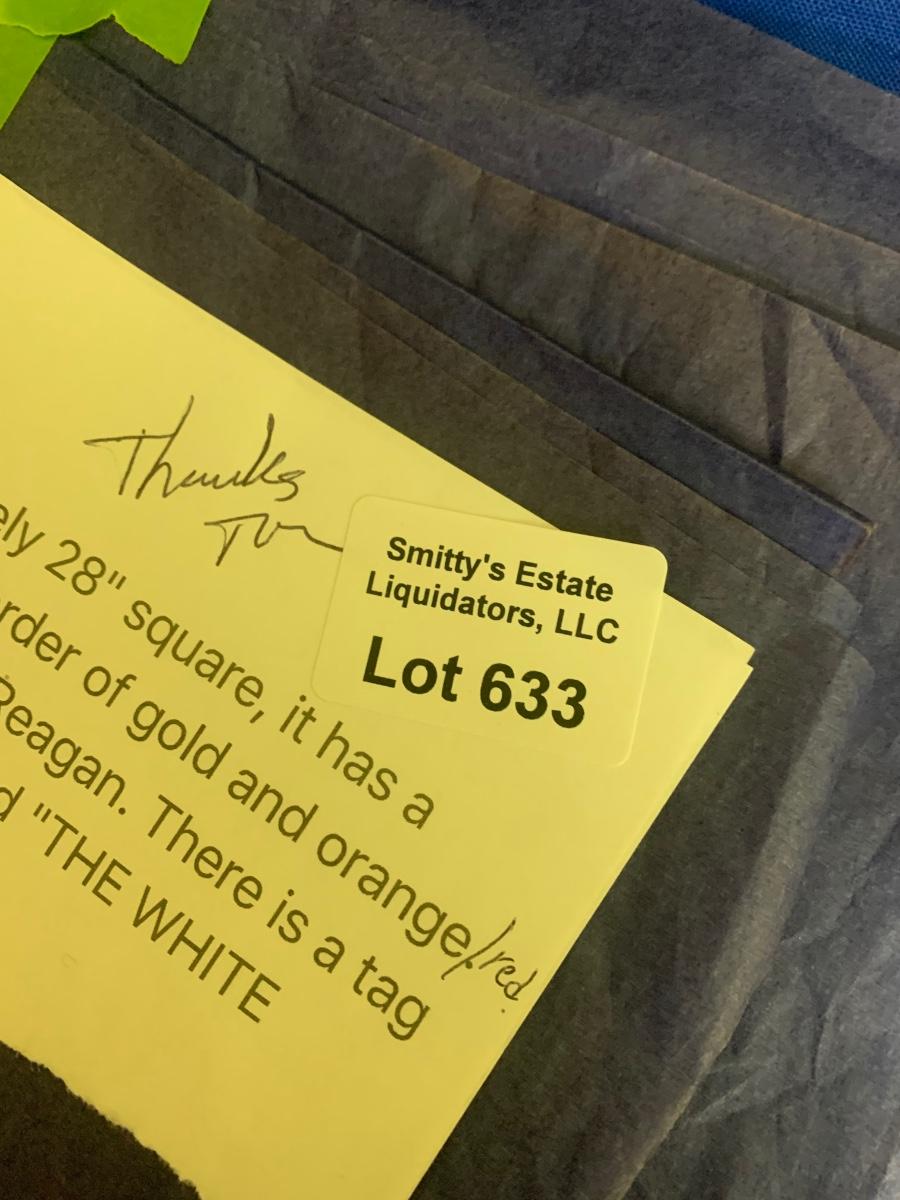 Thanks
Smitty's Estate
Liquidators, LLC
Lot 633
ely 28" square, it has a
rder of gold and orange/red.
Reagan. There is a tag
d "THE WHITE